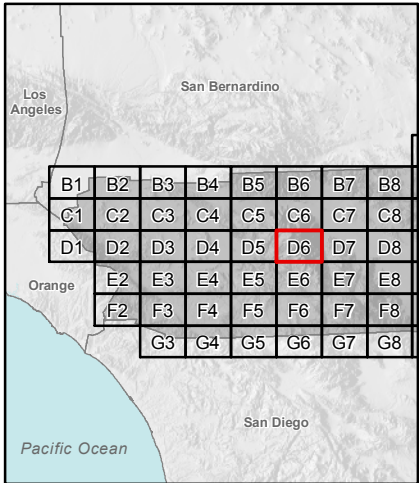 San Bernardino
Los
Angeles
B1 B2 B3 B4 B5 B6 B7 B8
C1 C2 C3 C4 C5 C6 C7 C8
D1 D2 D3 D4 D5 D6 D7 D8
E2 E3 E4 E5 E6 E7 E8
Orange
F2 F3 F4 F5 F6 F7 F8
G3 G4 G5 G6 G7 G8
San Diego
Pacific Ocean